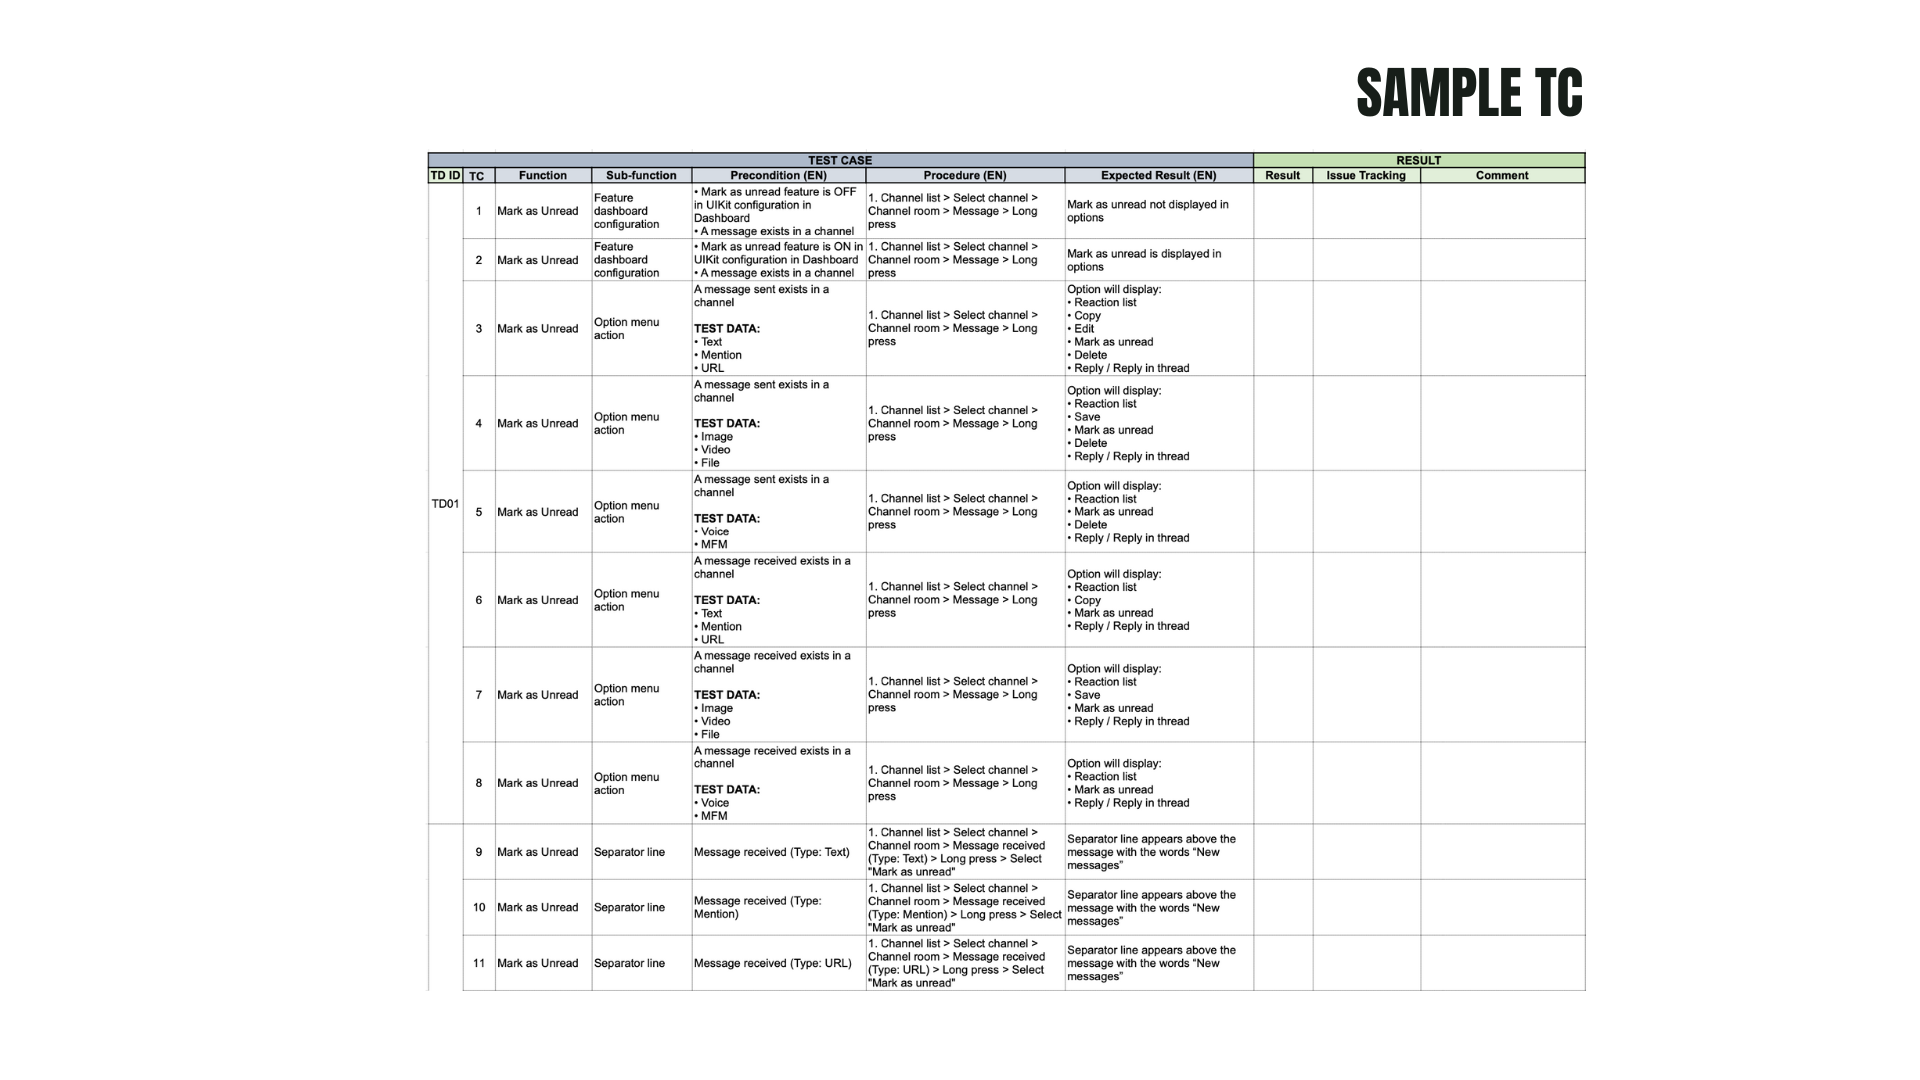 SAMPLE TC
TEST CASE
RESULT
TD ID
TC
Function
Sub-function
Precondition (EN)
Procedure (EN)
Expected Result (EN)
Result
Issue Tracking
Comment
TD01
1
Mark as Unread
Feature
dashboard
configuration
• Mark as unread feature is OFF
in UIKit configuration in
Dashboard
• A message exists in a channel
1. Channel list > Select channel >
Channel room > Message > Long
press
Mark as unread not displayed in
options
2
Mark as Unread
Feature
dashboard
configuration
• Mark as unread feature is ON in
UIKit configuration in Dashboard
• A message exists in a channel
1. Channel list > Select channel >
Channel room > Message > Long
press
Mark as unread is displayed in
options
3
Mark as Unread
Option menu
action
A message sent exists in a
channel
TEST DATA:
• Text
• Mention
• URL
1. Channel list > Select channel >
Channel room > Message > Long
press
Option will display:
• Reaction list
• Copy
• Edit
• Mark as unread
• Delete
• Reply / Reply in thread
4
Mark as Unread
Option menu
action
A message sent exists in a
channel
TEST DATA:
• Image
• Video
• File
1. Channel list > Select channel >
Channel room > Message > Long
press
Option will display:
• Reaction list
• Save
• Mark as unread
• Delete
• Reply / Reply in thread
5
Mark as Unread
Option menu
action
A message sent exists in a
channel
TEST DATA:
• Voice
• MFM
1. Channel list > Select channel >
Channel room > Message > Long
press
Option will display:
• Reaction list
• Mark as unread
• Delete
• Reply / Reply in thread
6
Mark as Unread
Option menu
action
A message received exists in a
channel
TEST DATA:
• Text
• Mention
• URL
1. Channel list > Select channel >
Channel room > Message > Long
press
Option will display:
• Reaction list
• Copy
• Mark as unread
• Reply / Reply in thread
7
Mark as Unread
Option menu
action
A message received exists in a
channel
TEST DATA:
• Image
• Video
• File
1. Channel list > Select channel >
Channel room > Message > Long
press
Option will display:
• Reaction list
• Save
• Mark as unread
• Reply / Reply in thread
8
Mark as Unread
Option menu
action
A message received exists in a
channel
TEST DATA:
• Voice
• MFM
1. Channel list > Select channel >
Channel room > Message > Long
press
Option will display:
• Reaction list
• Mark as unread
• Reply / Reply in thread
9
Mark as Unread
Separator line
Message received (Type: Text)
1. Channel list > Select channel >
Channel room > Message received
(Type: Text) > Long press > Select
"Mark as unread"
Separator line appears above the
message with the words “New
messages”
10
Mark as Unread
Separator line
Message received (Type:
Mention)
1. Channel list > Select channel >
Channel room > Message received
(Type: Mention) > Long press > Select
"Mark as unread"
Separator line appears above the
message with the words “New
messages”
11
Mark as Unread
Separator line
Message received (Type: URL)
1. Channel list > Select channel >
Channel room > Message received
(Type: URL) > Long press > Select
"Mark as unread"
Separator line appears above the
message with the words “New
messages”